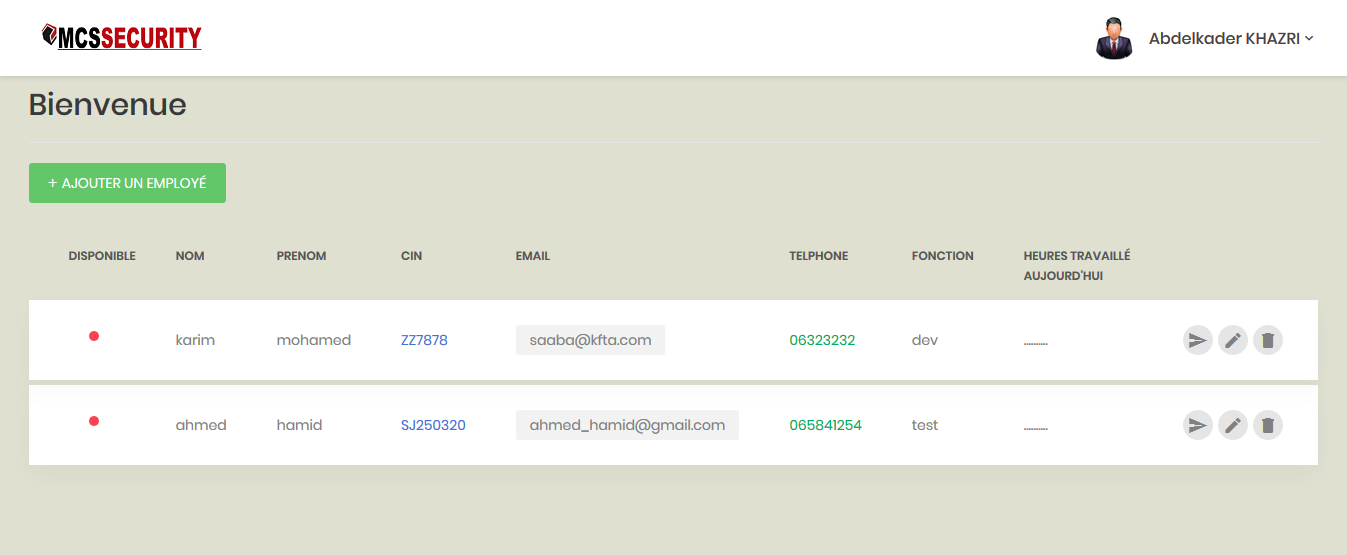 MCSSECURITY
Abdelkader KHAZRI
Bienvenue
+ AJOUTER UN EMPLOYÉ
DISPONIBLE NOM PRENOM CIN EMAIL TELPHONE FONCTION HEURES TRAVAILLÉ AUJOURD'HUI
karim mohamed ZZ7878 saaba@kfta.com 06323232 dev ..........
ahmed hamid SJ250320 ahmed_hamid@gmail.com 065841254 test ..........